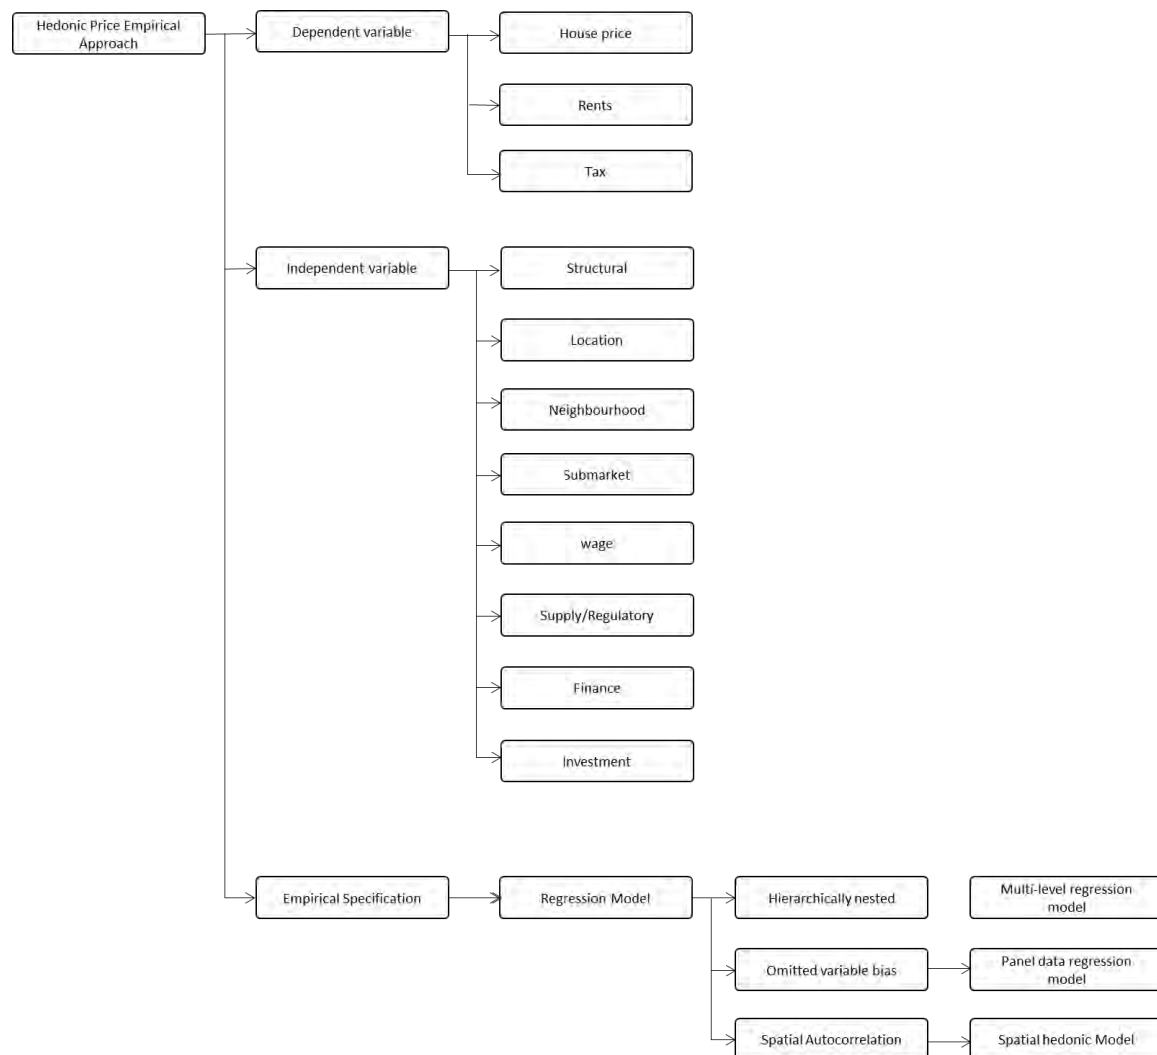 Hedonic Price Empirical
Approach
Dependent variable
House price
Rents
Tax
Independent variable
Structural
Location
Neighbourhood
Submarket
wage
Supply/Regulatory
Finance
Investment
Empirical Specification
Regression Model
Hierarchically nested
Multi-level regression
model
Omitted variable bias
Panel data regression
model
Spatial Autocorrelation
Spatial hedonic Model